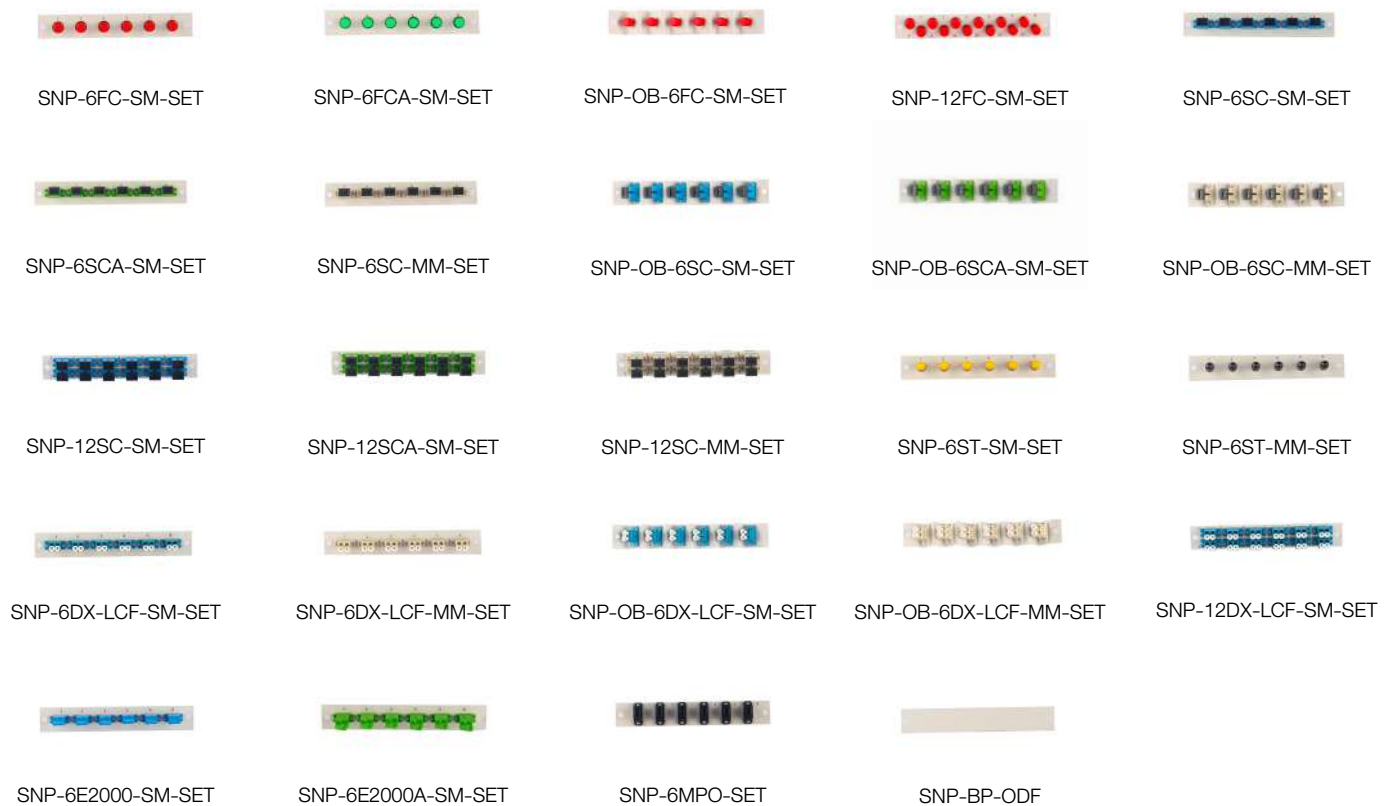 SNP-6FC-SM-SET
SNP-6FCA-SM-SET
SNP-OB-6FC-SM-SET
SNP-12FC-SM-SET
SNP-6SC-SM-SET
SNP-6SCA-SM-SET
SNP-6SC-MM-SET
SNP-OB-6SC-SM-SET
SNP-OB-6SCA-SM-SET
SNP-OB-6SC-MM-SET
SNP-12SC-SM-SET
SNP-12SCA-SM-SET
SNP-12SC-MM-SET
SNP-6ST-SM-SET
SNP-6ST-MM-SET
SNP-6DX-LCF-SM-SET
SNP-6DX-LCF-MM-SET
SNP-OB-6DX-LCF-SM-SET
SNP-OB-6DX-LCF-MM-SET
SNP-12DX-LCF-SM-SET
SNP-6E2000-SM-SET
SNP-6E2000A-SM-SET
SNP-6MPO-SET
SNP-BP-ODF